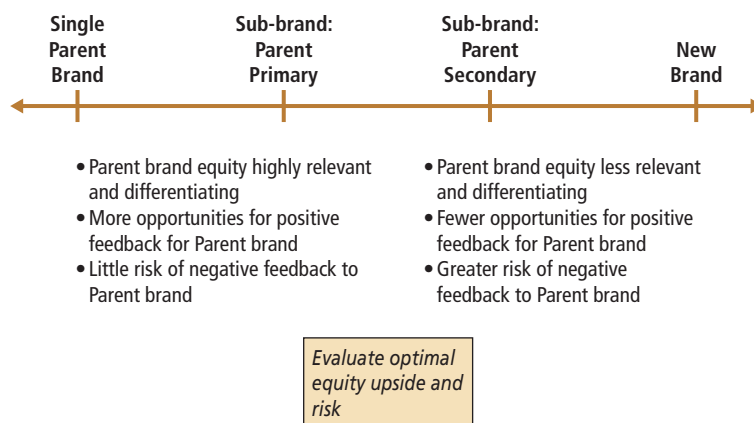 Single
Parent
Brand
Sub-brand:
Parent
Primary
Sub-brand:
Parent
Secondary
New
Brand
• Parent brand equity highly relevant
and differentiating
• More opportunities for positive
feedback for Parent brand
• Little risk of negative feedback to
Parent brand
• Parent brand equity less relevant
and differentiating
• Fewer opportunities for positive
feedback for Parent brand
• Greater risk of negative
feedback to Parent brand
Evaluate optimal
equity upside and
risk